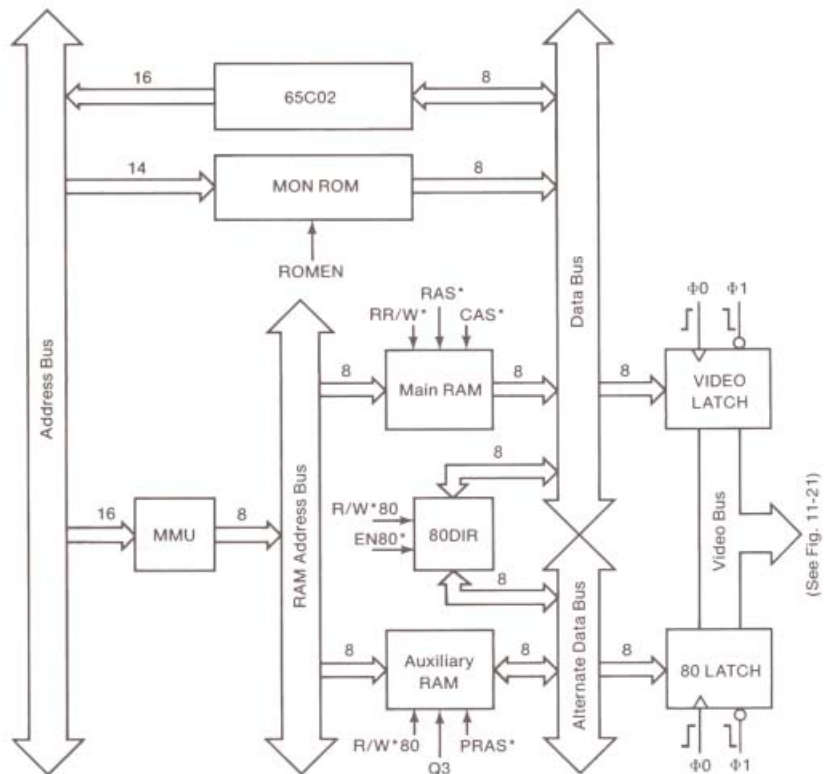 16
65C02
8
14
MON ROM
8
ROMEN
Address Bus
RAM Address Bus
Data Bus
RAS*
RR/W*
CAS*
8
Main RAM
8
8
Φ0
Φ1
VIDEO
LATCH
8
R/W*80
EN80*
80DIR
8
16
MMU
8
Video Bus
(See Fig. 11-21)
Alternate Data Bus
8
Auxiliary
RAM
8
8
80 LATCH
R/W*80
Q3
PRAS*
Φ0
Φ1